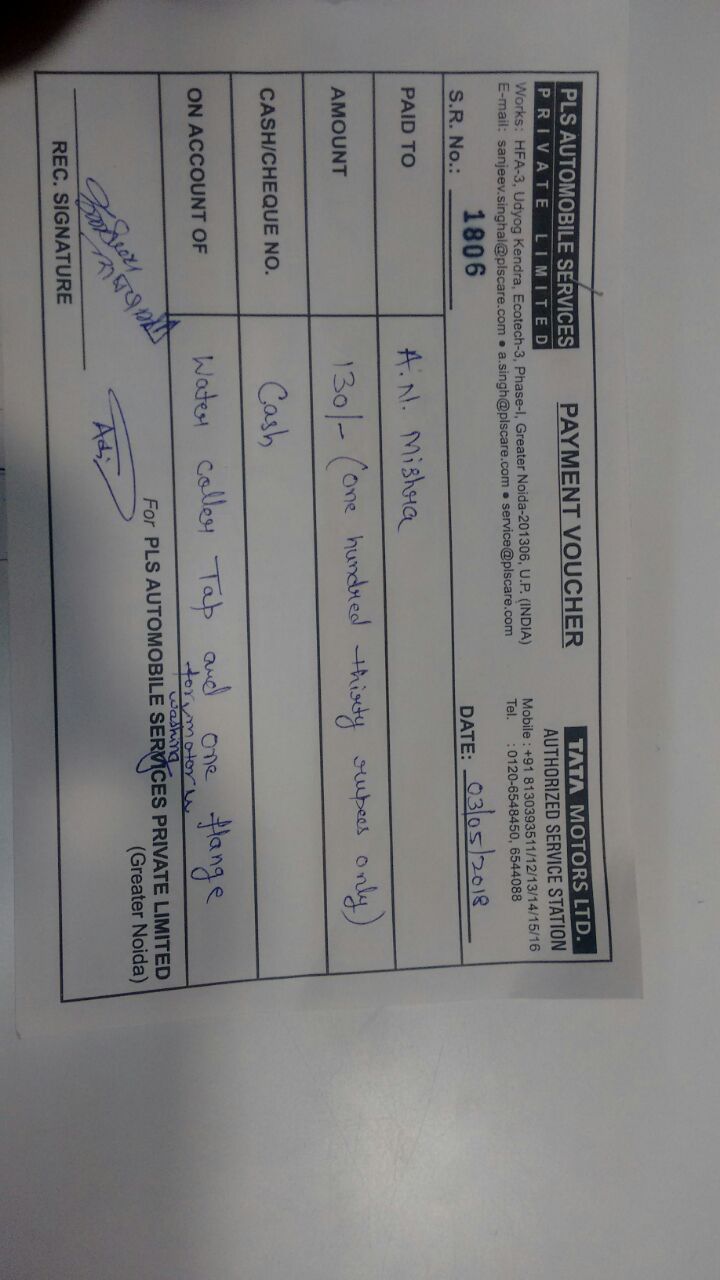 PLS AUTOMOBILE SERVICES
PRIVATE LIMITED
PAYMENT VOUCHER
TATA MOTORS LTD.
AUTHORIZED SERVICE STATION
Works: HFA-3, Udyog Kendra, Ecotech-3, Phase-I, Greater Noida-201306, U.P. (INDIA)
E-mail: sanjeev.singhal@plscare.com • a.singh@plscare.com • service@plscare.com
Mobile : +91 8130393511/12/13/14/15/16
Tel. : 0120-6548450, 6544088
S.R. No.: 1806
DATE: 03/05/2018
PAID TO A.N. Mishra
AMOUNT 130/- (one hundred thirty rupees only)
CASH/CHEQUE NO. Cash
ON ACCOUNT OF Water coller Tap and one flange
for motor
washing
For PLS AUTOMOBILE SERVICES PRIVATE LIMITED
(Greater Noida)
REC. SIGNATURE